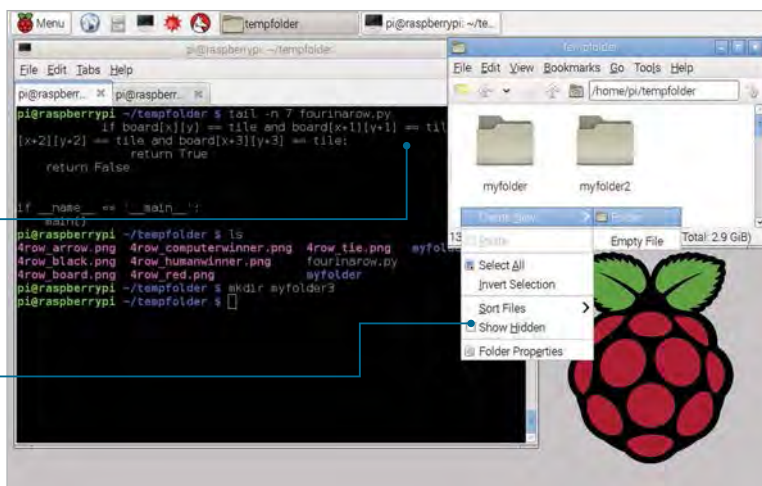 Menu tempfolder pi@raspberrypi: ~/te...
pi@raspberrypi: ~/tempfolder
File Edit Tabs Help
pi@raspberr... pi@raspberr...
pi@raspberrypi ~/tempfolder $ tail -n 7 fourinarow.py
if board[x][y] == tile and board[x+1][y+1] == til
[x+2][y+2] == tile and board[x+3][y+3] == tile:
return True
return False
if __name__ == '__main__':
main()
pi@raspberrypi ~/tempfolder $ ls
4row_arrow.png 4row_computerwinner.png 4row_tie.png myfol
4row_black.png 4row_humanwinner.png fourinarow.py
4row_board.png 4row_red.png myfolder
pi@raspberrypi ~/tempfolder $ mkdir myfolder3
pi@raspberrypi ~/tempfolder $
tempfolder
File Edit View Bookmarks Go Tools Help
/home/pi/tempfolder
myfolder myfolder2
Create New Folder
Paste Empty File
Select All
Invert Selection
Sort Files
Show Hidden
Folder Properties
13 Total: 2.9 GiB)